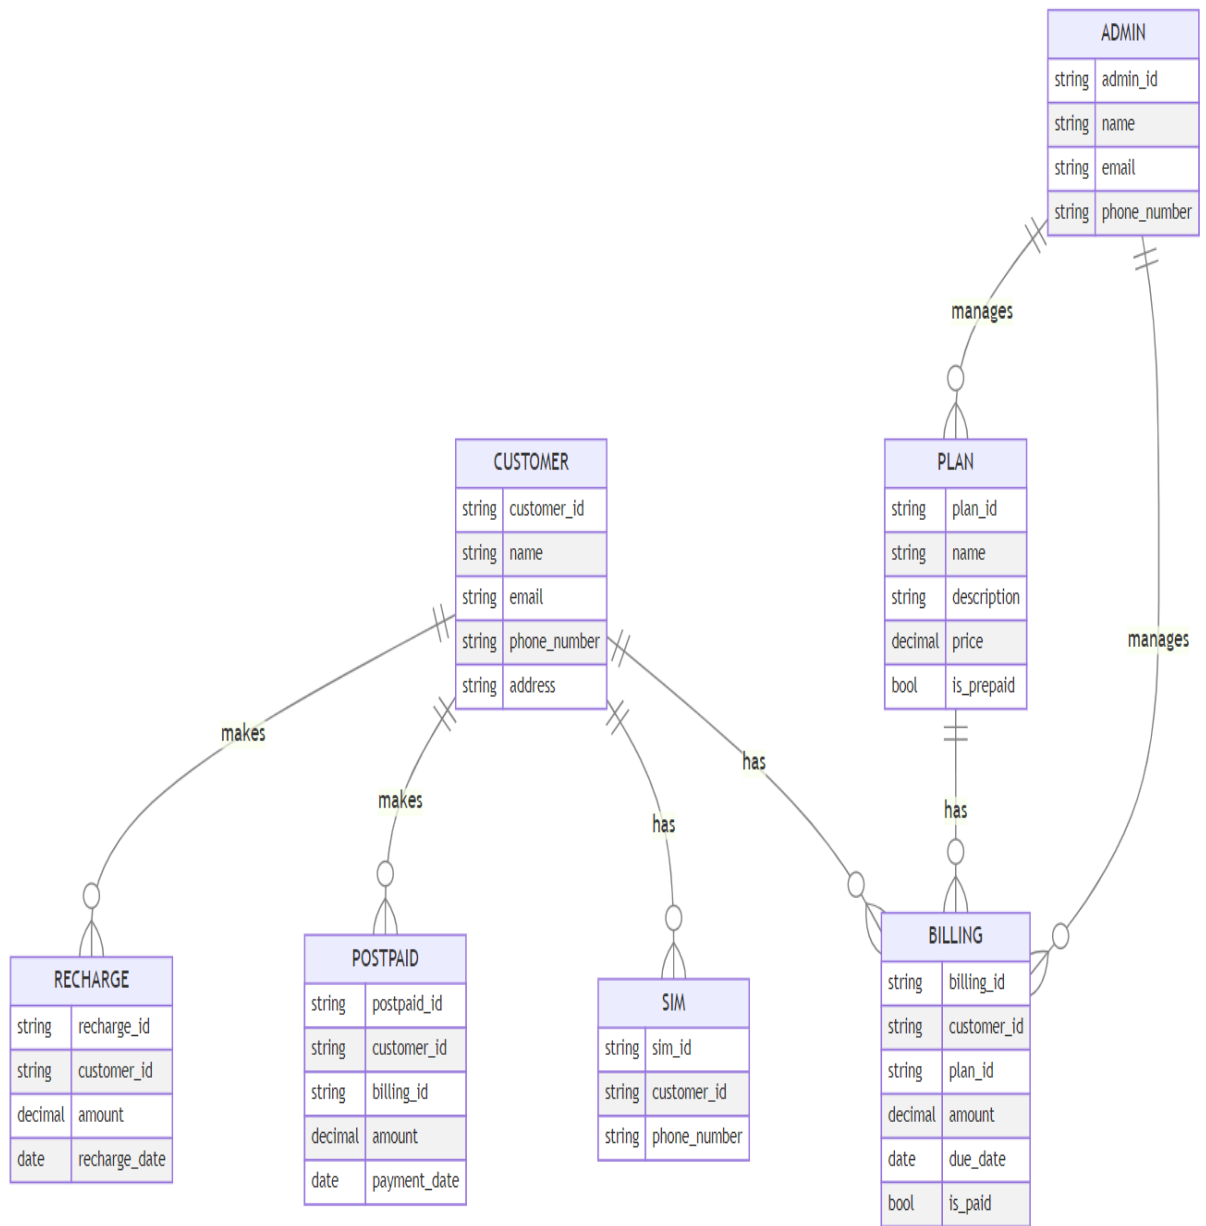 ADMIN
string admin_id
string name
string email
string phone_number
manages
manages
CUSTOMER
string customer_id
string name
string email
string phone_number
string address
PLAN
string plan_id
string name
string description
decimal price
bool is_prepaid
makes
makes
has
has
has
RECHARGE
string recharge_id
string customer_id
decimal amount
date recharge_date
POSTPAID
string postpaid_id
string customer_id
string billing_id
decimal amount
date payment_date
SIM
string sim_id
string customer_id
string phone_number
BILLING
string billing_id
string customer_id
string plan_id
decimal amount
date due_date
bool is_paid